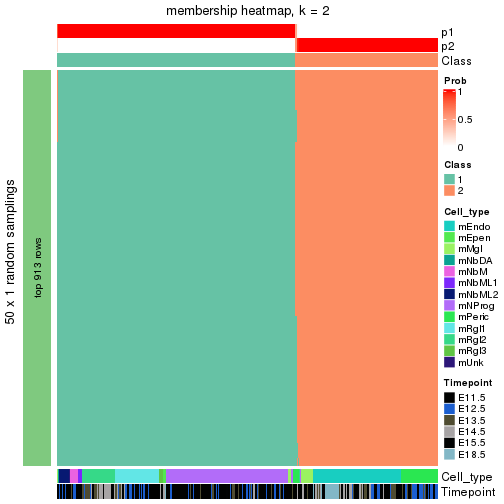 membership heatmap, k = 2
p1
p2
Class
50 x 1 random samplings
top 913 rows
Cell_type
Timepoint
Prob
1
0.5
0
Class
1
2
Cell_type
mEndo
mEpen
mMgl
mNbDA
mNbM
mNbML1
mNbML2
mNProg
mPeric
mRgl1
mRgl2
mRgl3
mUnk
Timepoint
E11.5
E12.5
E13.5
E14.5
E15.5
E18.5